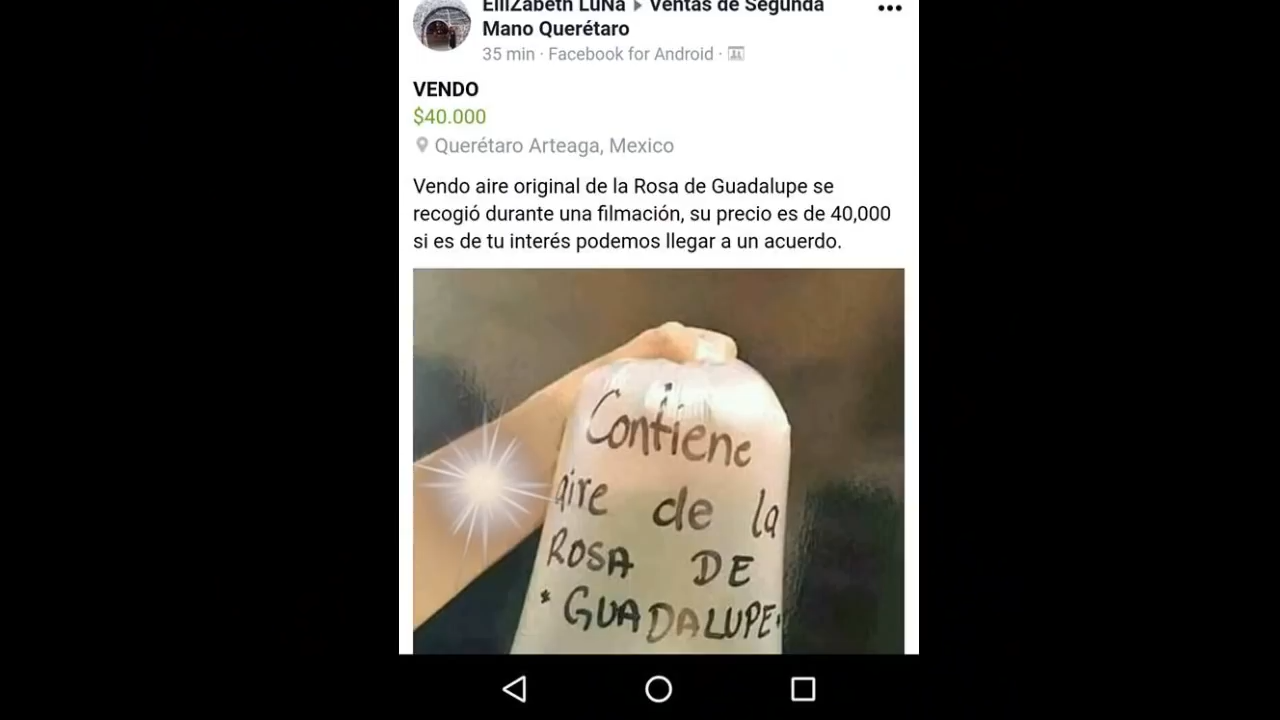 ElliZabeth LuNa ▸ Ventas de Segunda
Mano Querétaro
35 min · Facebook for Android ·
VENDO
$40.000
Querétaro Arteaga, Mexico
Vendo aire original de la Rosa de Guadalupe se
recogió durante una filmación, su precio es de 40,000
si es de tu interés podemos llegar a un acuerdo.
Contiene
aire de la
ROSA DE
* GUADALUPE.